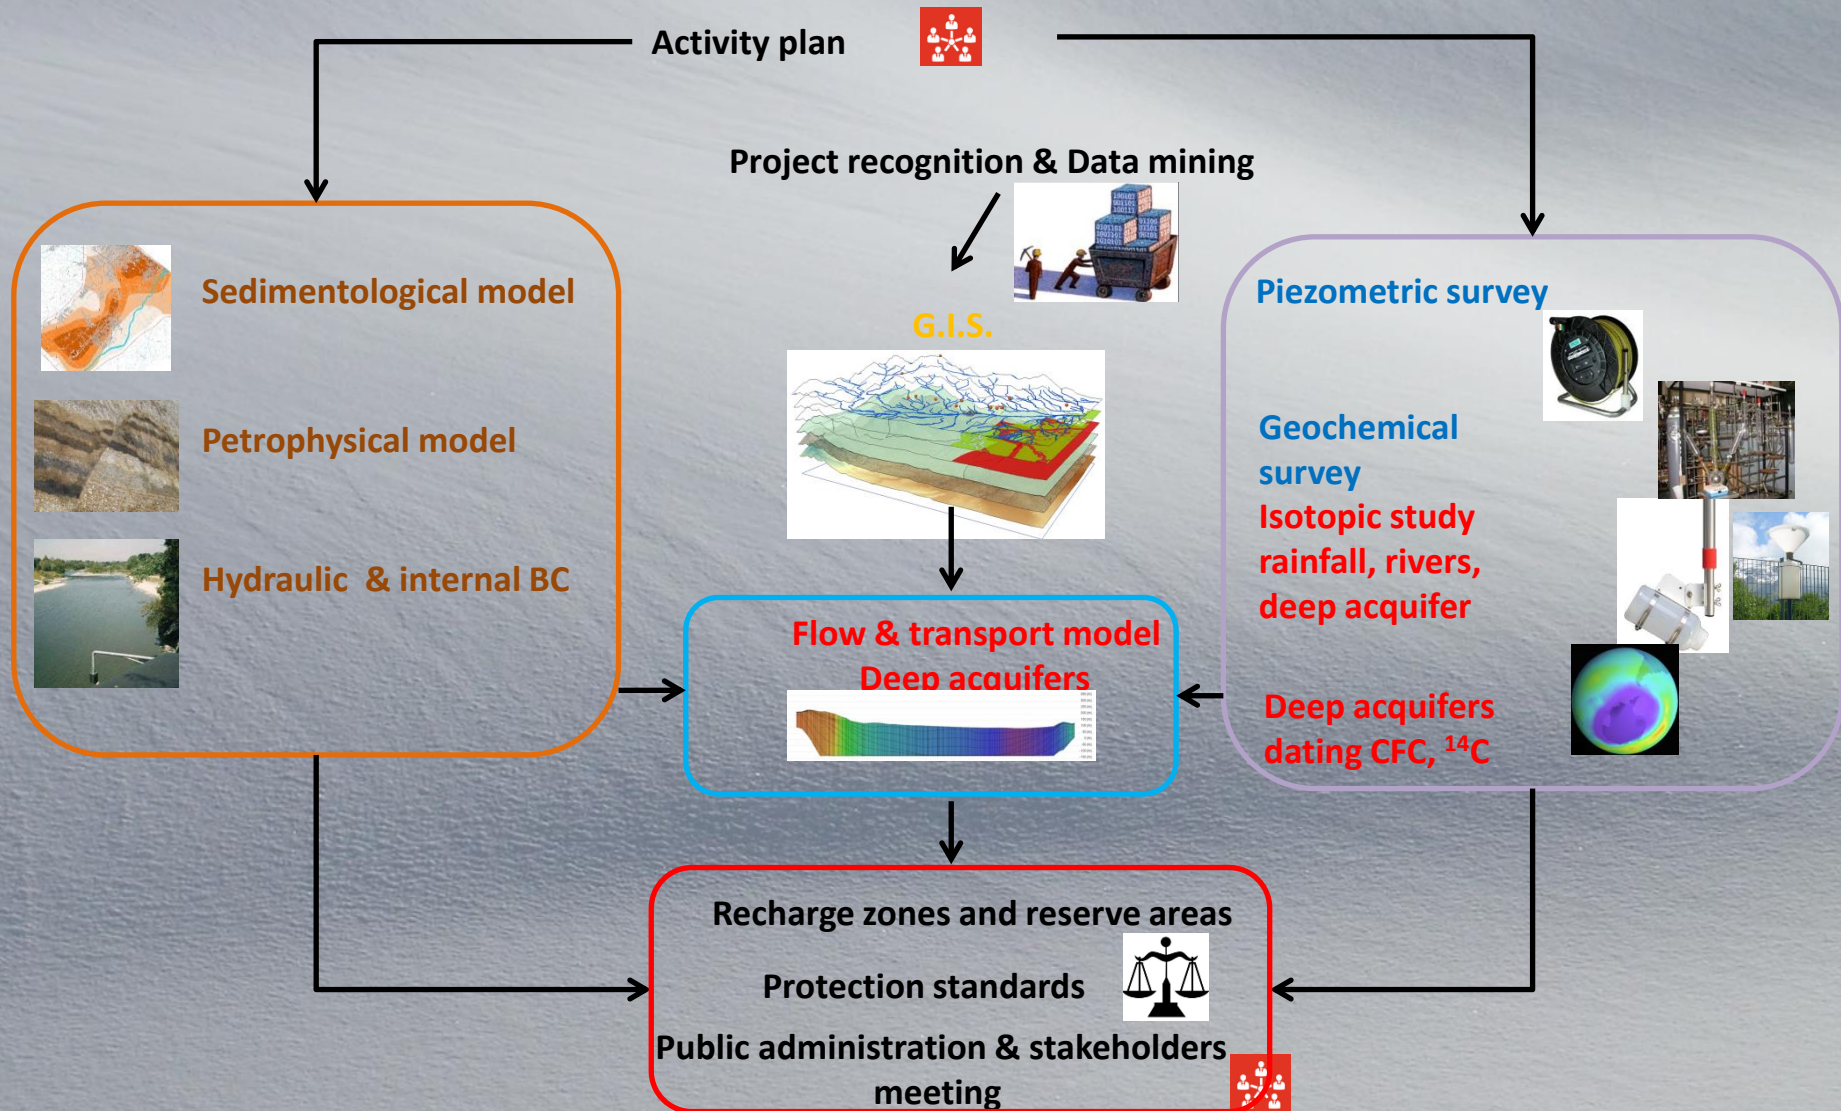 Activity plan
Project recognition & Data mining
G.I.S.
Sedimentological model
Petrophysical model
Hydraulic & internal BC
Flow & transport model
Deep acquifers
Piezometric survey
Geochemical
survey
Isotopic study
rainfall, rivers,
deep acquifer
Deep acquifers
dating CFC, ¹⁴C
Recharge zones and reserve areas
Protection standards
Public administration & stakeholders
meeting